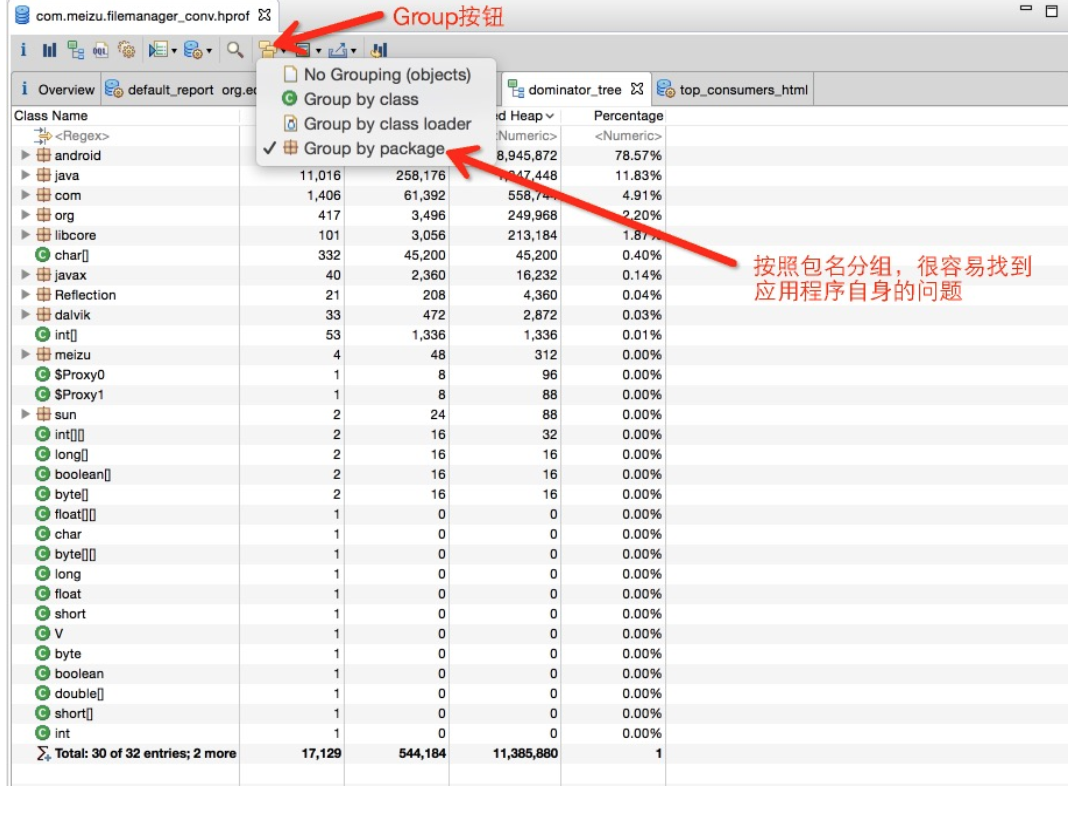 com.meizu.filemanager_conv.hprof
Group按钮
No Grouping (objects)
Group by class
Group by class loader
Group by package
Overview
default_report
dominator_tree
top_consumers_html
Class Name ed Heap Percentage
<Regex> <Numeric>
android 8,945,872 78.57%
java 11,016 258,176 11.83%
com 1,406 61,392 4.91%
org 417 3,496 249,968 2.20%
libcore 101 3,056 213,184 1.87%
char[] 332 45,200 45,200 0.40%
javax 40 2,360 16,232 0.14%
Reflection 21 208 4,360 0.04%
dalvik 33 472 2,872 0.03%
int[] 53 1,336 1,336 0.01%
meizu 4 48 312 0.00%
$Proxy0 1 8 96 0.00%
$Proxy1 1 8 88 0.00%
sun 2 24 88 0.00%
int[][] 2 16 32 0.00%
long[] 2 16 16 0.00%
boolean[] 2 16 16 0.00%
byte[] 2 16 16 0.00%
float[][] 1 0 0 0.00%
char 1 0 0 0.00%
byte[][] 1 0 0 0.00%
long 1 0 0 0.00%
float 1 0 0 0.00%
short 1 0 0 0.00%
V 1 0 0 0.00%
byte 1 0 0 0.00%
boolean 1 0 0 0.00%
double[] 1 0 0 0.00%
short[] 1 0 0 0.00%
int 1 0 0 0.00%
Total: 30 of 32 entries; 2 more 17,129 544,184 11,385,880 1
按照包名分组，很容易找到
应用程序自身的问题